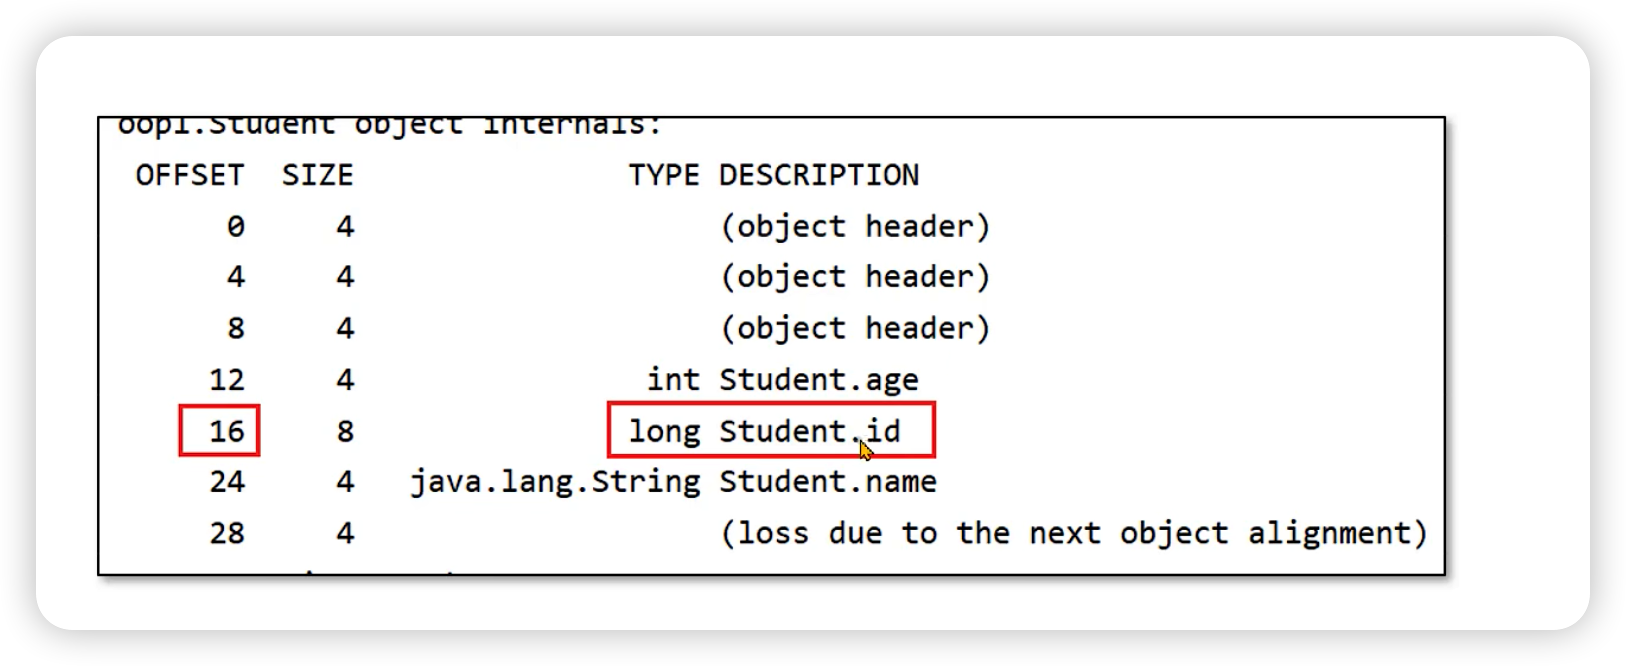 oop1.Student object internals:
OFFSET SIZE TYPE DESCRIPTION
0 4 (object header)
4 4 (object header)
8 4 (object header)
12 4 int Student.age
16 8 long Student.id
24 4 java.lang.String Student.name
28 4 (loss due to the next object alignment)